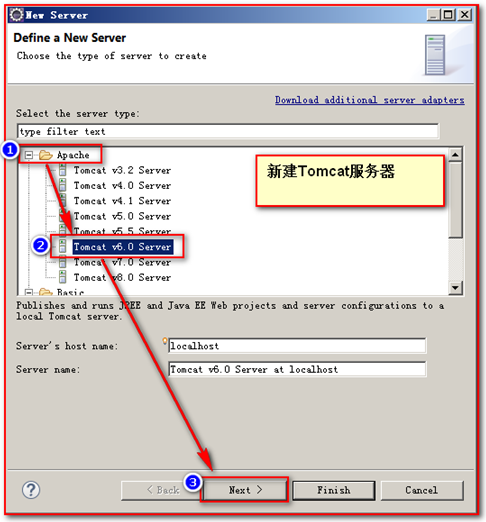 New Server
Define a New Server
Choose the type of server to create
Download additional server adapters
Select the server type:
type filter text
1
Apache
新建Tomcat服务器
Tomcat v3.2 Server
Tomcat v4.0 Server
Tomcat v4.1 Server
Tomcat v5.0 Server
Tomcat v5.5 Server
2
Tomcat v6.0 Server
Tomcat v7.0 Server
Tomcat v8.0 Server
Basic
Publishes and runs J2EE and Java EE Web projects and server configurations to a
local Tomcat server.
Server's host name:
localhost
Server name:
Tomcat v6.0 Server at localhost
3
?
< Back
Next >
Finish
Cancel